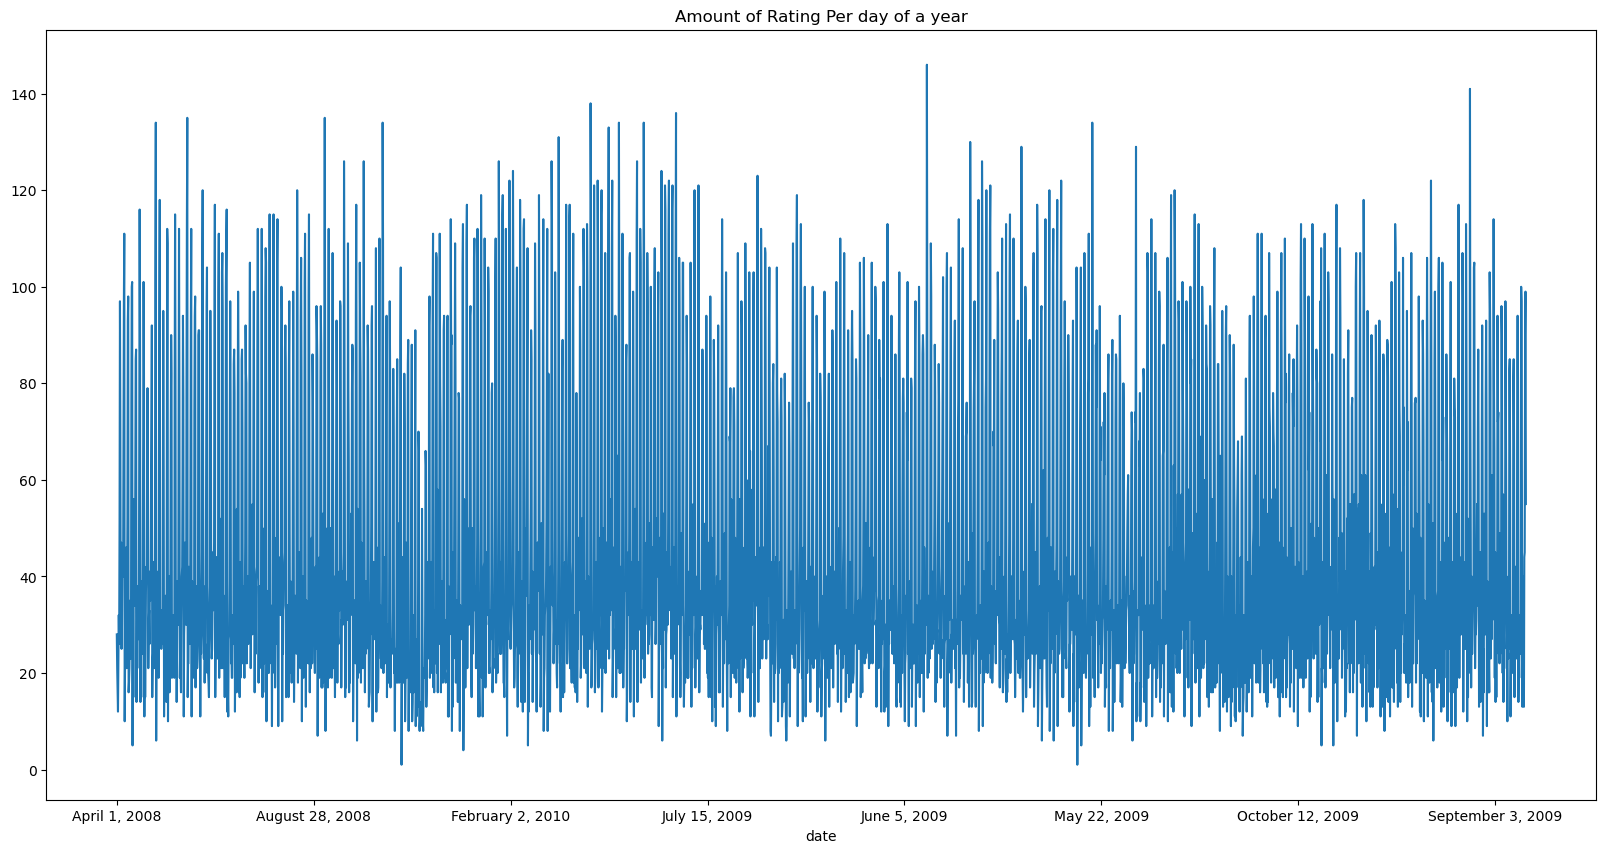 Amount of Rating Per day of a year
140
120
100
80
60
40
20
0
April 1, 2008 August 28, 2008 February 2, 2010 July 15, 2009 June 5, 2009 May 22, 2009 October 12, 2009 September 3, 2009
date